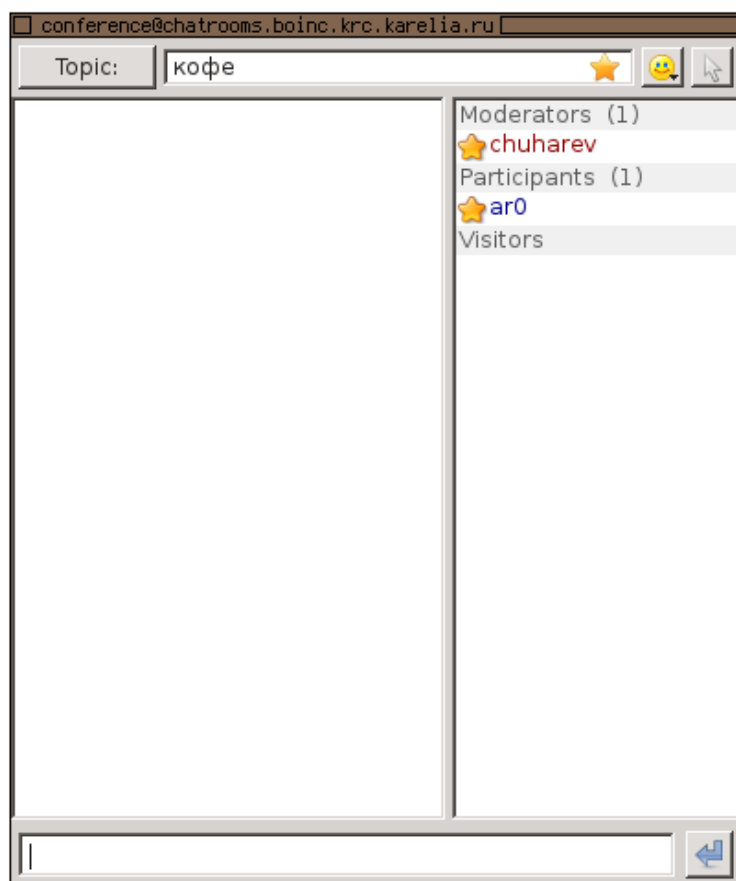 conference@chatrooms.boinc.krc.karelia.ru
Topic: кофе
Moderators (1)
chuharev
Participants (1)
ar0
Visitors